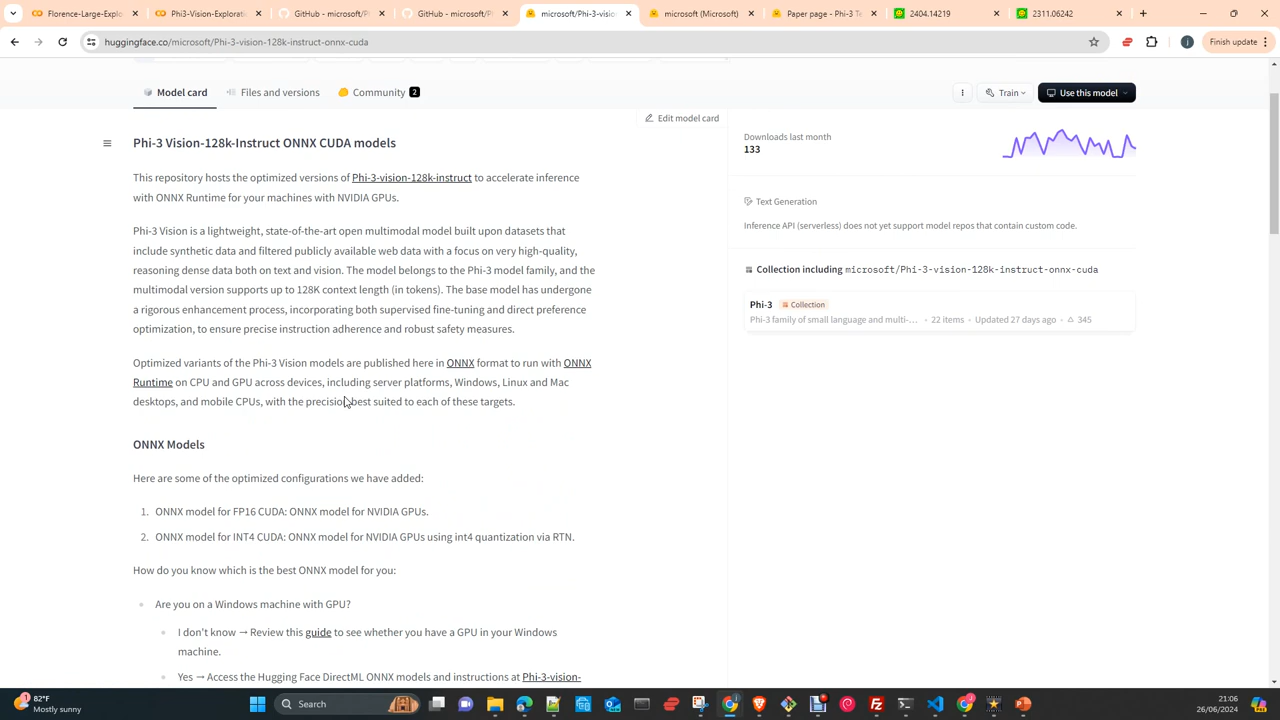 Florence-Large-Explorat
Phi3-Vision-Explorati
GitHub - microsoft/P
GitHub - microsoft/P
microsoft/Phi-3-visio
microsoft (Microsoft)
Paper page - Phi-3 Te
2404.14219
2311.06242
huggingface.co/microsoft/Phi-3-vision-128k-instruct-onnx-cuda
Finish update
Model card
Files and versions
Community 2
Train
Use this model
Edit model card
Phi-3 Vision-128k-Instruct ONNX CUDA models
This repository hosts the optimized versions of Phi-3-vision-128k-instruct to accelerate inference
with ONNX Runtime for your machines with NVIDIA GPUs.
Phi-3 Vision is a lightweight, state-of-the-art open multimodal model built upon datasets that
include synthetic data and filtered publicly available web data with a focus on very high-quality,
reasoning dense data both on text and vision. The model belongs to the Phi-3 model family, and the
multimodal version supports up to 128K context length (in tokens). The base model has undergone
a rigorous enhancement process, incorporating both supervised fine-tuning and direct preference
optimization, to ensure precise instruction adherence and robust safety measures.
Optimized variants of the Phi-3 Vision models are published here in ONNX format to run with ONNX
Runtime on CPU and GPU across devices, including server platforms, Windows, Linux and Mac
desktops, and mobile CPUs, with the precision best suited to each of these targets.
ONNX Models
Here are some of the optimized configurations we have added:
1. ONNX model for FP16 CUDA: ONNX model for NVIDIA GPUs.
2. ONNX model for INT4 CUDA: ONNX model for NVIDIA GPUs using int4 quantization via RTN.
How do you know which is the best ONNX model for you:
Are you on a Windows machine with GPU?
I don't know → Review this guide to see whether you have a GPU in your Windows
machine.
Yes → Access the Hugging Face DirectML ONNX models and instructions at Phi-3-vision-
Downloads last month
133
Text Generation
Inference API (serverless) does not yet support model repos that contain custom code.
Collection including microsoft/Phi-3-vision-128k-instruct-onnx-cuda
Phi-3 Collection
Phi-3 family of small language and multi-... • 22 items • Updated 27 days ago • 345
82°F
Mostly sunny
Search
21:06
26/06/2024